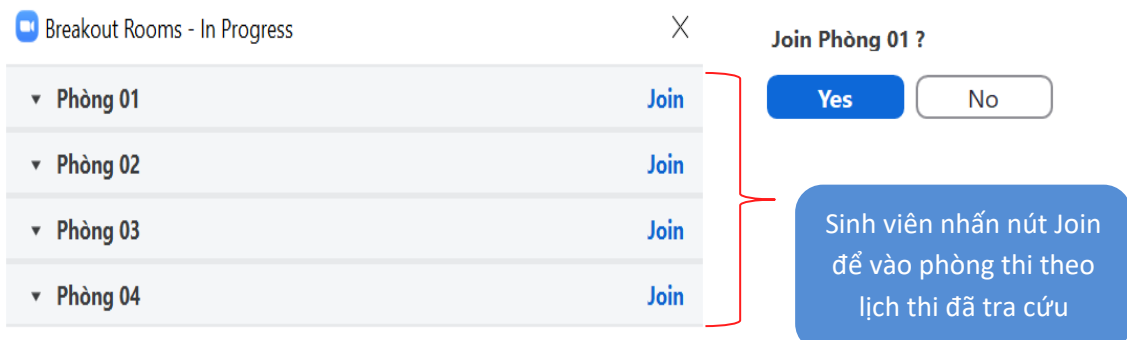 Breakout Rooms - In Progress
Phòng 01 Join
Phòng 02 Join
Phòng 03 Join
Phòng 04 Join
Join Phòng 01 ?
Yes No
Sinh viên nhấn nút Join
để vào phòng thi theo
lịch thi đã tra cứu